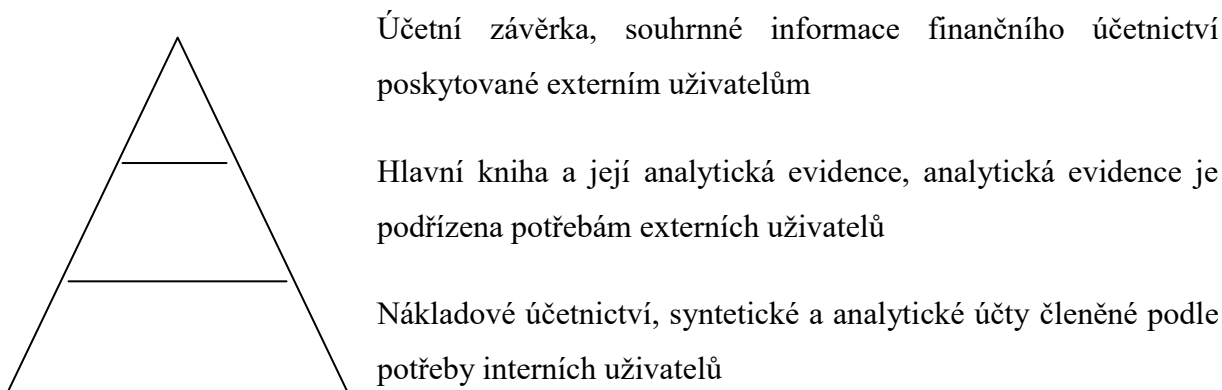 Účetní závěrka, souhrnné informace finančního účetnictví
poskytované externím uživatelům
Hlavní kniha a její analytická evidence, analytická evidence je
podřízena potřebám externích uživatelů
Nákladové účetnictví, syntetické a analytické účty členěné podle
potřeby interních uživatelů